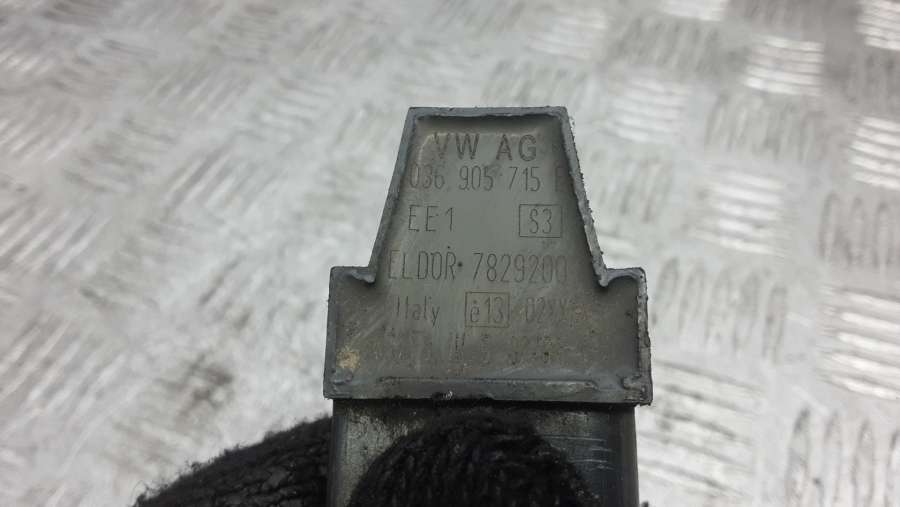 VW AG
036 905 715
EE1 S3
ELDOR 7829200
Italy e13